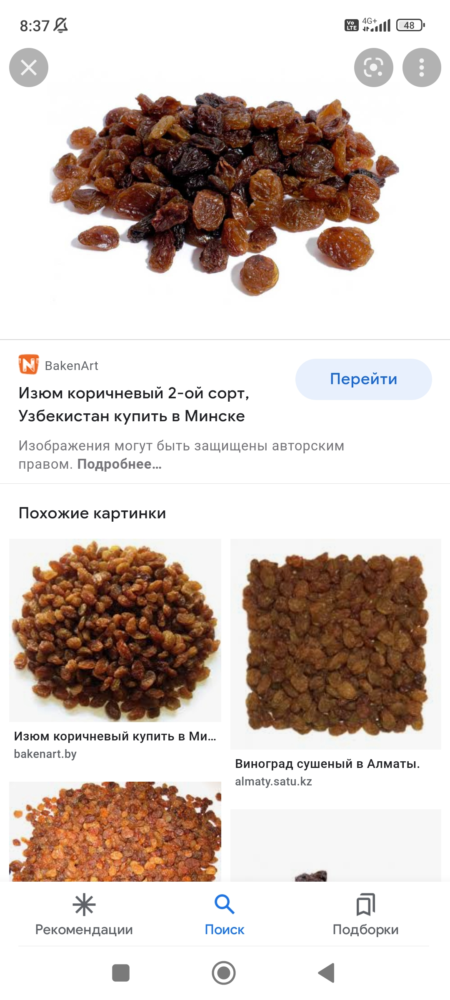 8:37
Vo LTE
4G+
48
BakenArt
Перейти
Изюм коричневый 2-ой сорт,
Узбекистан купить в Минске
Изображения могут быть защищены авторским
правом. Подробнее...
Похожие картинки
Изюм коричневый купить в Ми...
bakenart.by
Виноград сушеный в Алматы.
almaty.satu.kz
Рекомендации
Поиск
Подборки